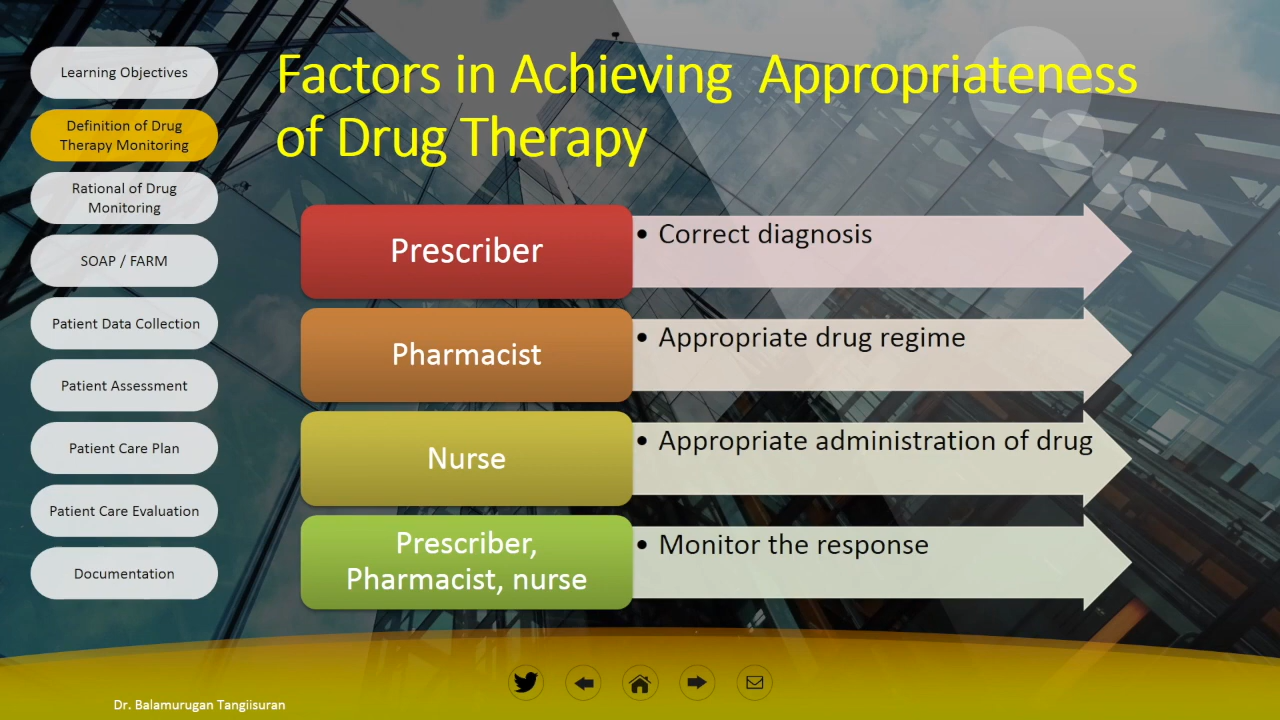 Factors in Achieving  Appropriateness
of Drug Therapy
Learning Objectives
Definition of Drug
Therapy Monitoring
Rational of Drug
Monitoring
SOAP / FARM
Patient Data Collection
Patient Assessment
Patient Care Plan
Patient Care Evaluation
Documentation
Prescriber
• Correct diagnosis
Pharmacist
• Appropriate drug regime
Nurse
• Appropriate administration of drug
Prescriber,
Pharmacist, nurse
• Monitor the response
Dr. Balamurugan Tangiisuran